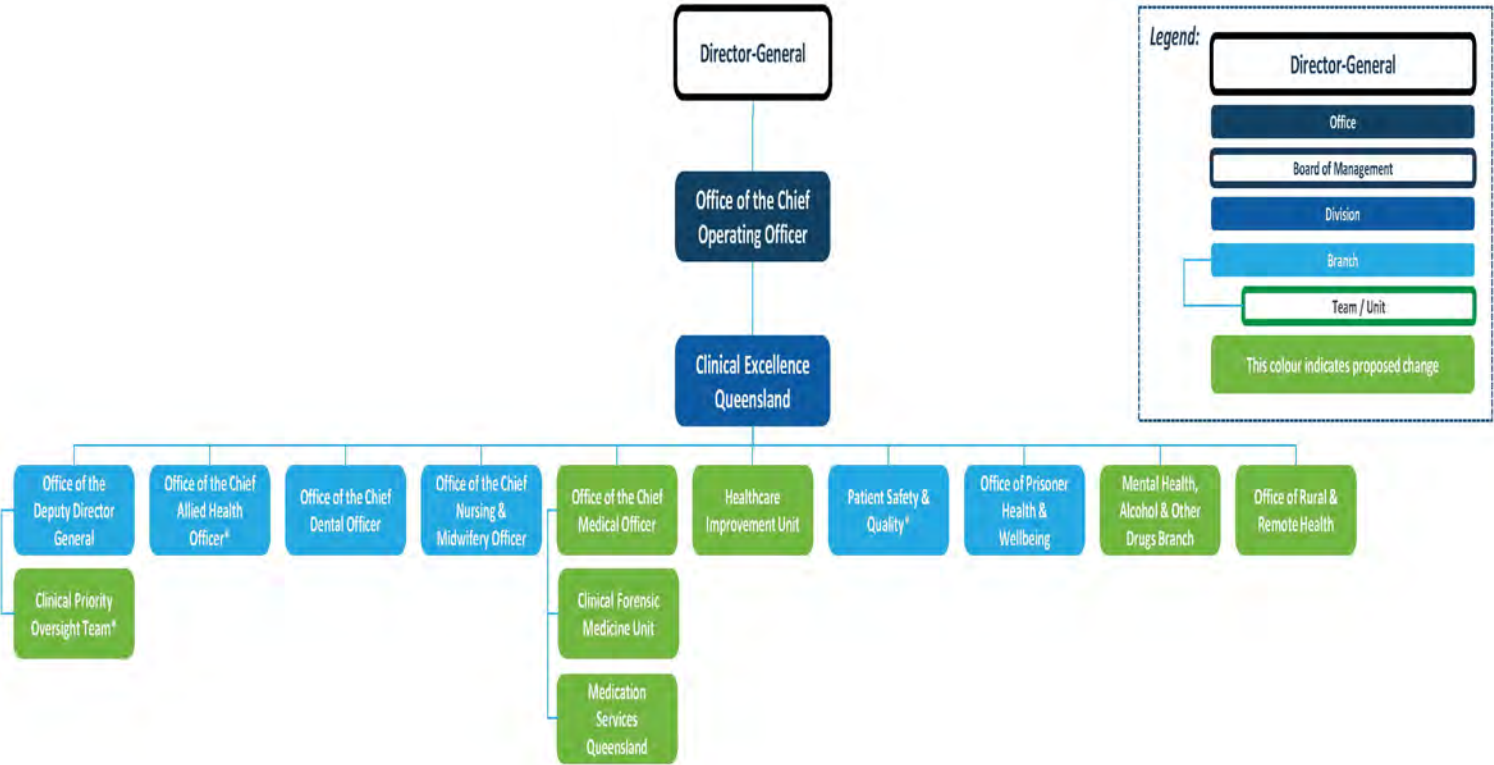 Director-General
Legend:
Director-General
Office
Board of Management
Division
Branch
Team / Unit
This colour indicates proposed change
Office of the Chief
Operating Officer
Clinical Excellence
Queensland
Office of the
Deputy Director
General
Office of the Chief
Allied Health
Officer*
Office of the Chief
Dental Officer
Office of the Chief
Nursing &
Midwifery Officer
Office of the Chief
Medical Officer
Healthcare
Improvement Unit
Patient Safety &
Quality*
Office of Prisoner
Health &
Wellbeing
Mental Health,
Alcohol & Other
Drugs Branch
Office of Rural &
Remote Health
Clinical Priority
Oversight Team*
Clinical Forensic
Medicine Unit
Medication
Services
Queensland